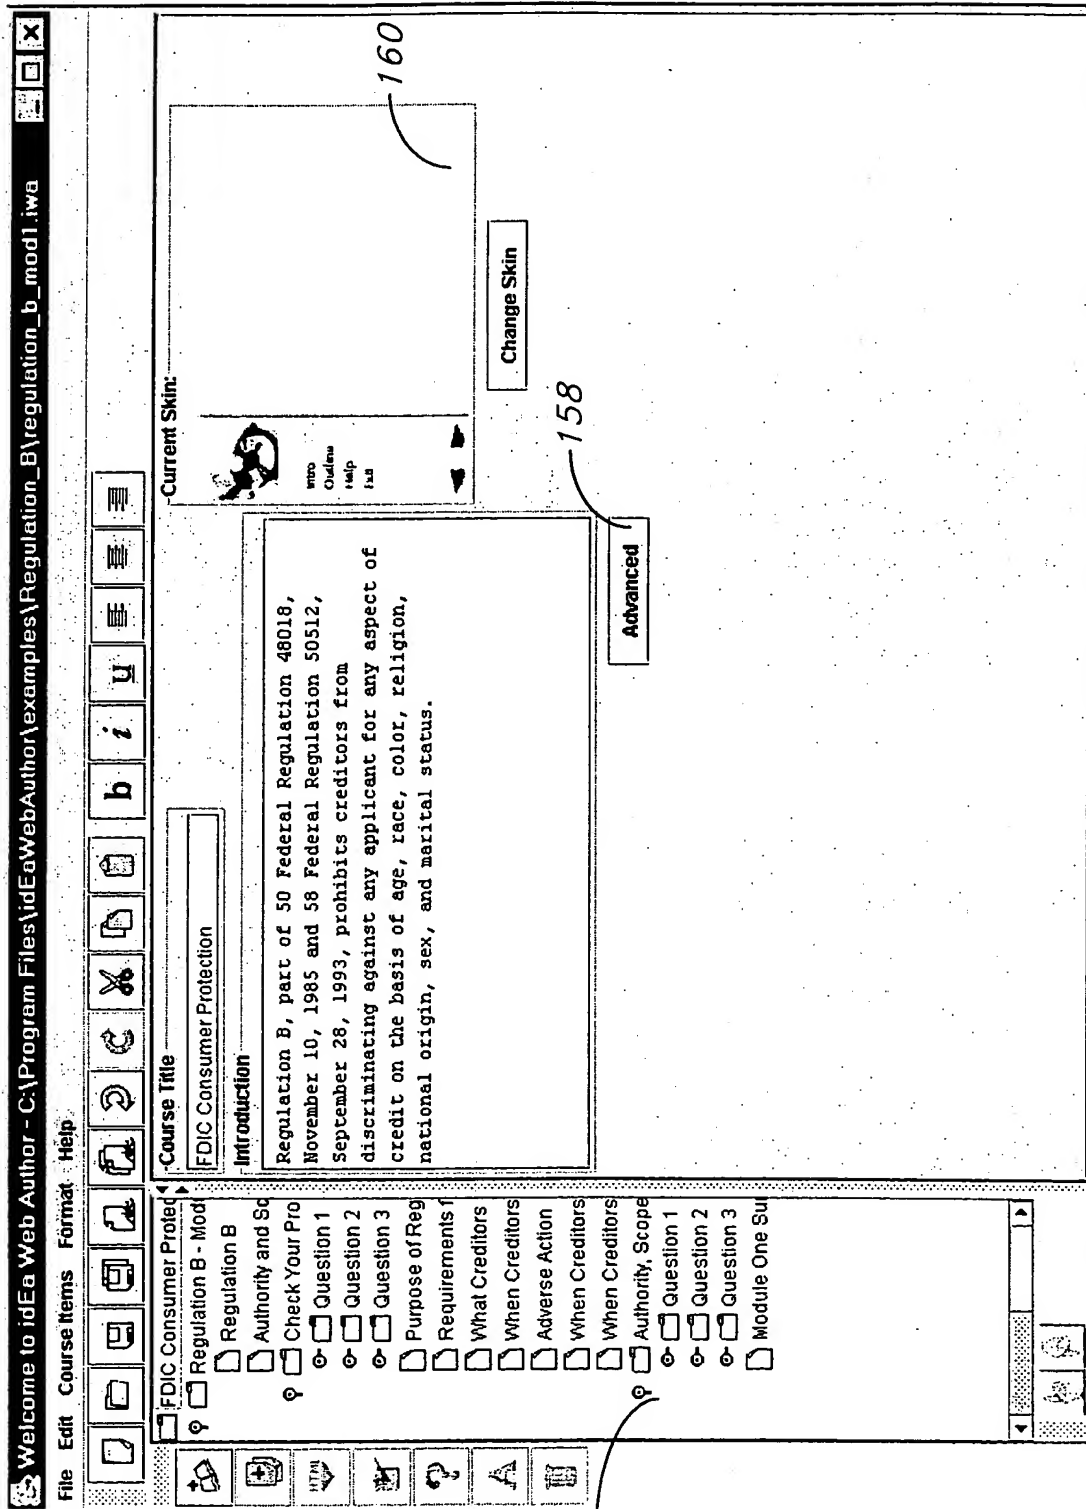 Welcome to idEa Web Author - C:\Program Files\idEaWebAuthor\examples\Regulation_B\regulation_b_mod1.iwa
File Edit Course Items Format Help
b i u
HTML
FDIC Consumer Protec
Regulation B - Mod
Regulation B
Authority and Sc
Check Your Pro
Question 1
Question 2
Question 3
Purpose of Reg
Requirements f
What Creditors
When Creditors
Adverse Action
When Creditors
When Creditors
Authority, Scope
Question 1
Question 2
Question 3
Module One Su
Course Title
FDIC Consumer Protection
Introduction
Regulation B, part of 50 Federal Regulation 48018,
November 10, 1985 and 58 Federal Regulation 50512,
September 28, 1993, prohibits creditors from
discriminating against any applicant for any aspect of
credit on the basis of age, race, color, religion,
national origin, sex, and marital status.
Advanced
158
Current Skin:
Intro
Outline
Help
Exit
160
Change Skin